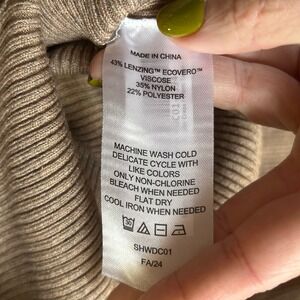 MADE IN CHINA
43% LENZING™ ECOVERO™
VISCOSE
35% NYLON
22% POLYESTER
MACHINE WASH COLD
DELICATE CYCLE WITH
LIKE COLORS
ONLY NON-CHLORINE
BLEACH WHEN NEEDED
FLAT DRY
COOL IRON WHEN NEEDED
SHWDC01
FA/24